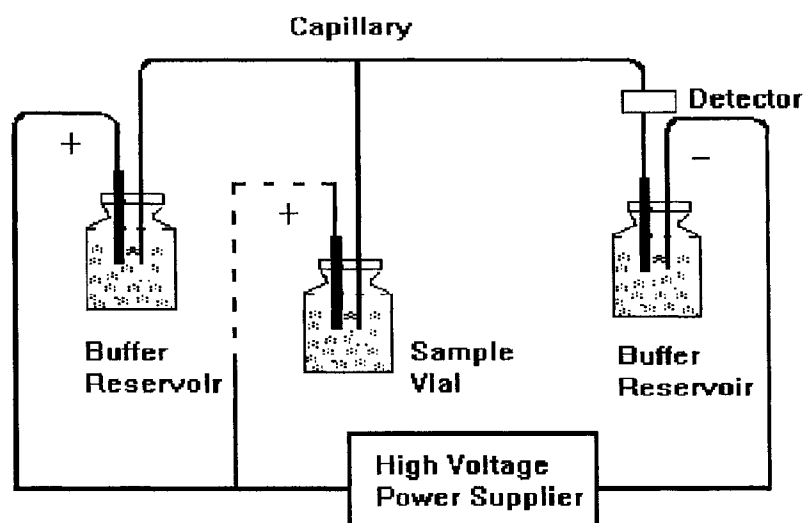 Capillary
Detector
+
−
+
Buffer
Reservoir
Sample
Vial
Buffer
Reservoir
High Voltage
Power Supplier